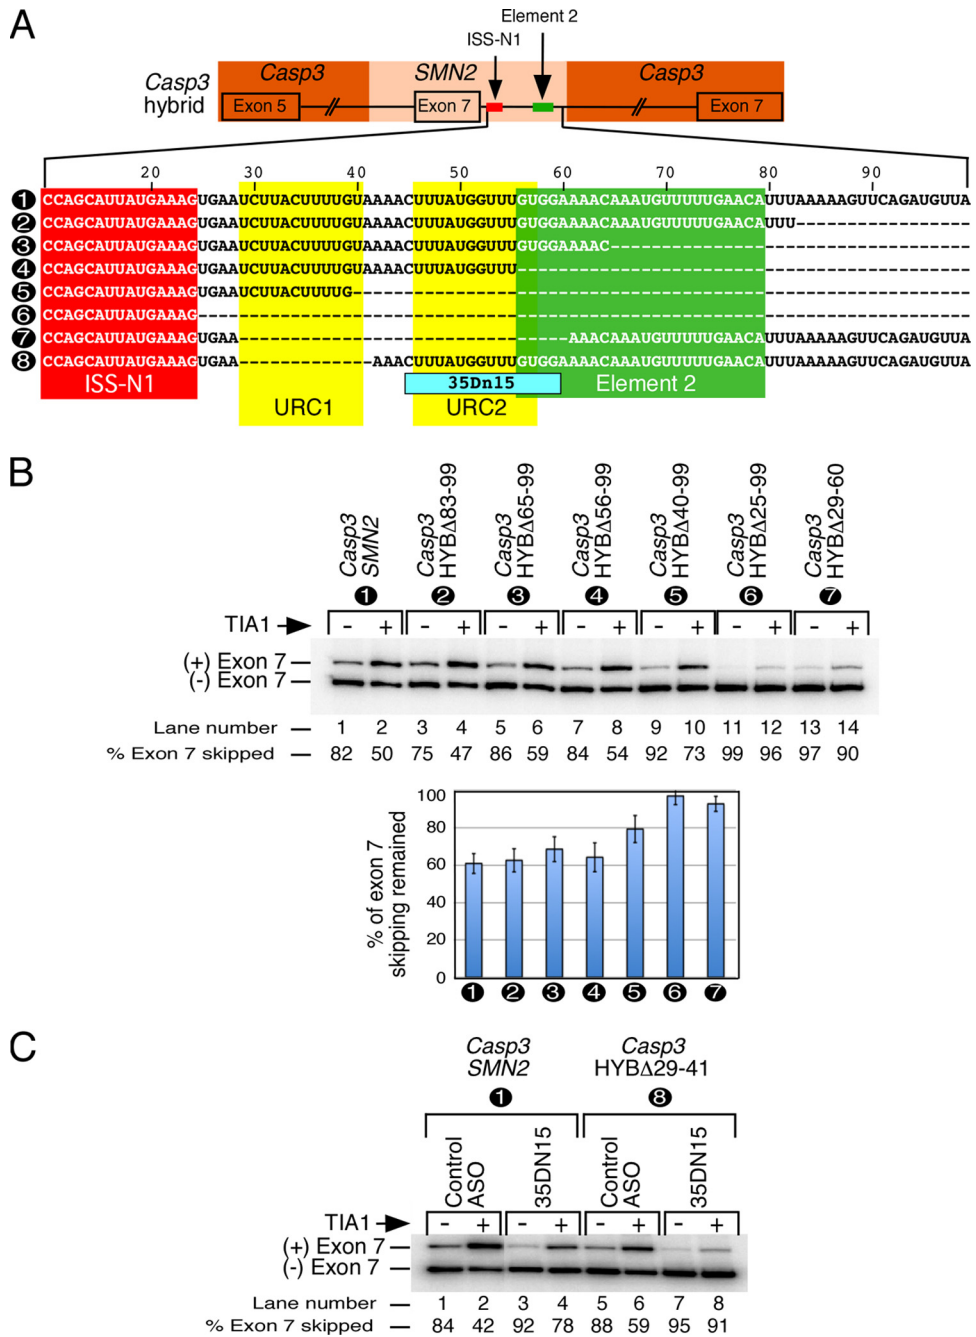 A
Element 2
ISS-N1
Casp3 SMN2 Casp3
Casp3
hybrid
Exon 5 Exon 7 Exon 7
20 30 40 50 60 70 80 90
1 CCAGCAUUAUGAAAGUGAAUCUUACUUUUGUAAAACUUUAUGGUUUGUGGAAAACAAAUGUUUUUGAACAUUUAAAAAGUUCAGAUGUUA
2 CCAGCAUUAUGAAAGUGAAUCUUACUUUUGUAAAACUUUAUGGUUUGUGGAAAACAAAUGUUUUUGAACAUUU-----------------
3 CCAGCAUUAUGAAAGUGAAUCUUACUUUUGUAAAACUUUAUGGUUUGUGGAAAAC-----------------------------------
4 CCAGCAUUAUGAAAGUGAAUCUUACUUUUGUAAAACUUUAUGGUUU--------------------------------------------
5 CCAGCAUUAUGAAAGUGAAUCUUACUUUUG------------------------------------------------------------
6 CCAGCAUUAUGAAAG---------------------------------------------------------------------------
7 CCAGCAUUAUGAAAGUGAA--------------------------------AAACAAAUGUUUUUGAACAUUUAAAAAGUUCAGAUGUUA
8 CCAGCAUUAUGAAAGUGAA-------------AAACUUUAUGGUUUGUGGAAAACAAAUGUUUUUGAACAUUUAAAAAGUUCAGAUGUUA
ISS-N1 35Dn15 Element 2
URC1 URC2
B
Casp3 SMN2
Casp3 HYBΔ83-99
Casp3 HYBΔ65-99
Casp3 HYBΔ56-99
Casp3 HYBΔ40-99
Casp3 HYBΔ25-99
Casp3 HYBΔ29-60
1 2 3 4 5 6 7
TIA1 - + - + - + - + - + - + - +
(+) Exon 7
(-) Exon 7
Lane number 1 2 3 4 5 6 7 8 9 10 11 12 13 14
% Exon 7 skipped 82 50 75 47 86 59 84 54 92 73 99 96 97 90
% of exon 7
skipping remained
100
80
60
40
20
0
1 2 3 4 5 6 7
C
Casp3 Casp3
SMN2 HYBΔ29-41
1 8
Control ASO
35DN15
Control ASO
35DN15
TIA1 - + - + - + - +
(+) Exon 7
(-) Exon 7
Lane number 1 2 3 4 5 6 7 8
% Exon 7 skipped 84 42 92 78 88 59 95 91